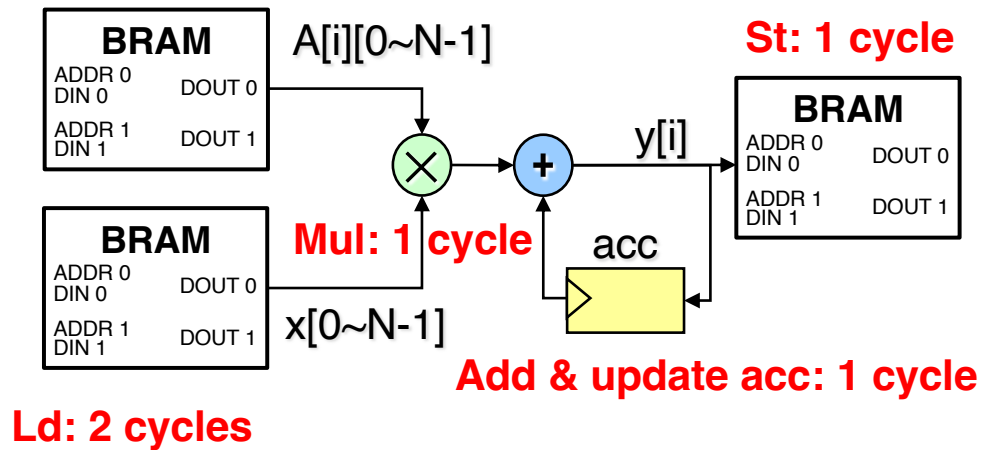 BRAM
ADDR 0
DIN 0
DOUT 0
ADDR 1
DIN 1
DOUT 1
A[i][0~N-1]
St: 1 cycle
BRAM
ADDR 0
DIN 0
DOUT 0
ADDR 1
DIN 1
DOUT 1
×
+
y[i]
BRAM
ADDR 0
DIN 0
DOUT 0
ADDR 1
DIN 1
DOUT 1
Mul: 1 cycle
acc
x[0~N-1]
Add & update acc: 1 cycle
Ld: 2 cycles